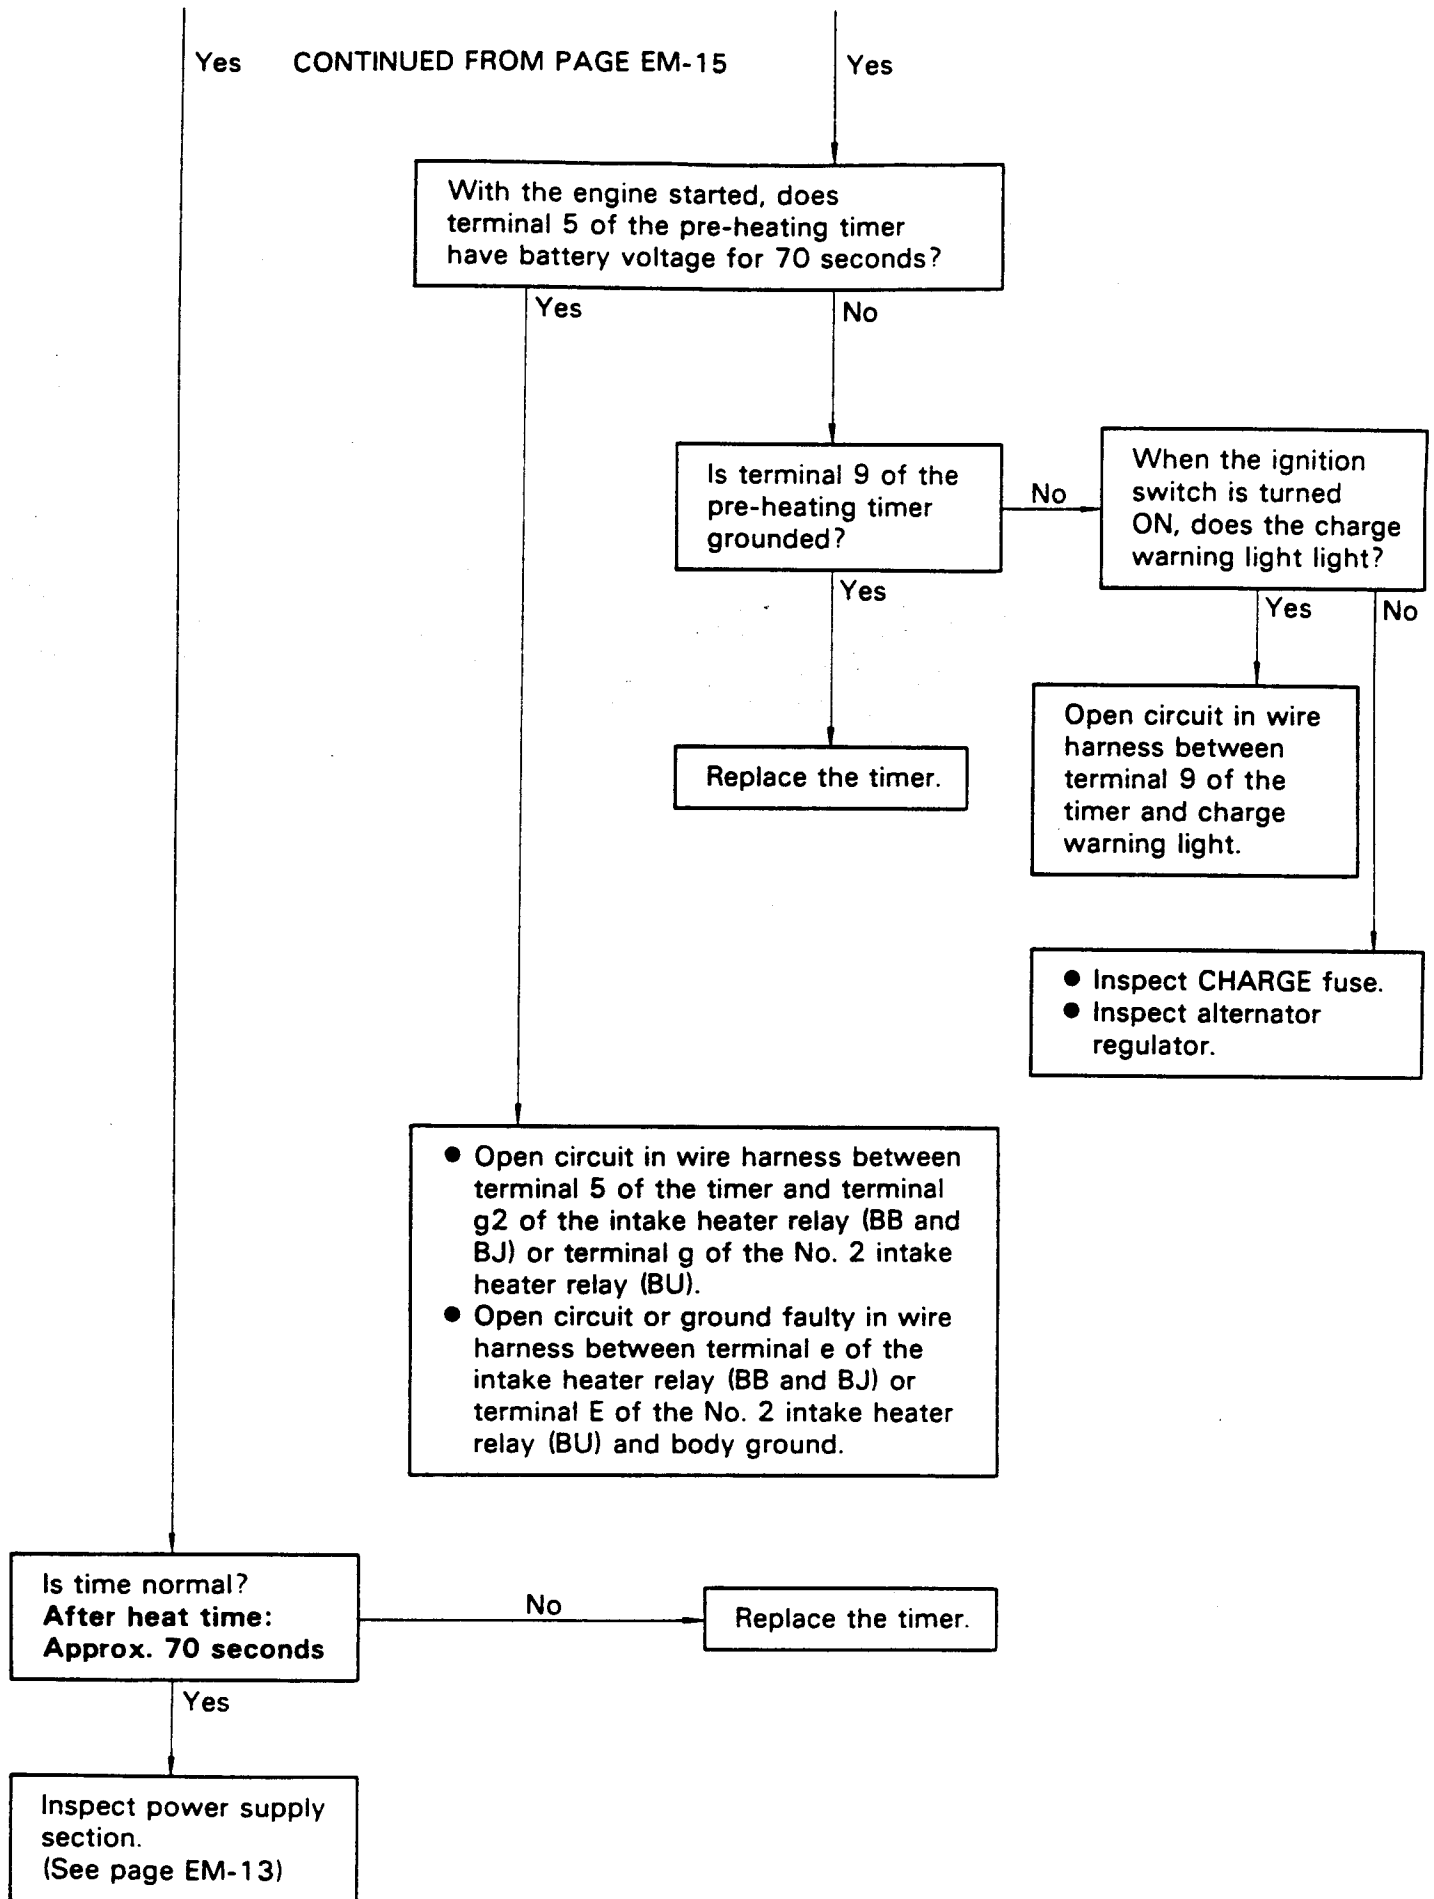 Yes CONTINUED FROM PAGE EM-15 Yes
With the engine started, does
terminal 5 of the pre-heating timer
have battery voltage for 70 seconds?
Yes
No
Is terminal 9 of the
pre-heating timer
grounded?
No
When the ignition
switch is turned
ON, does the charge
warning light light?
Yes
Yes
No
Replace the timer.
Open circuit in wire
harness between
terminal 9 of the
timer and charge
warning light.
● Inspect CHARGE fuse.
● Inspect alternator
regulator.
● Open circuit in wire harness between
terminal 5 of the timer and terminal
g2 of the intake heater relay (BB and
BJ) or terminal g of the No. 2 intake
heater relay (BU).
● Open circuit or ground faulty in wire
harness between terminal e of the
intake heater relay (BB and BJ) or
terminal E of the No. 2 intake heater
relay (BU) and body ground.
Is time normal?
After heat time:
Approx. 70 seconds
No
Replace the timer.
Yes
Inspect power supply
section.
(See page EM-13)